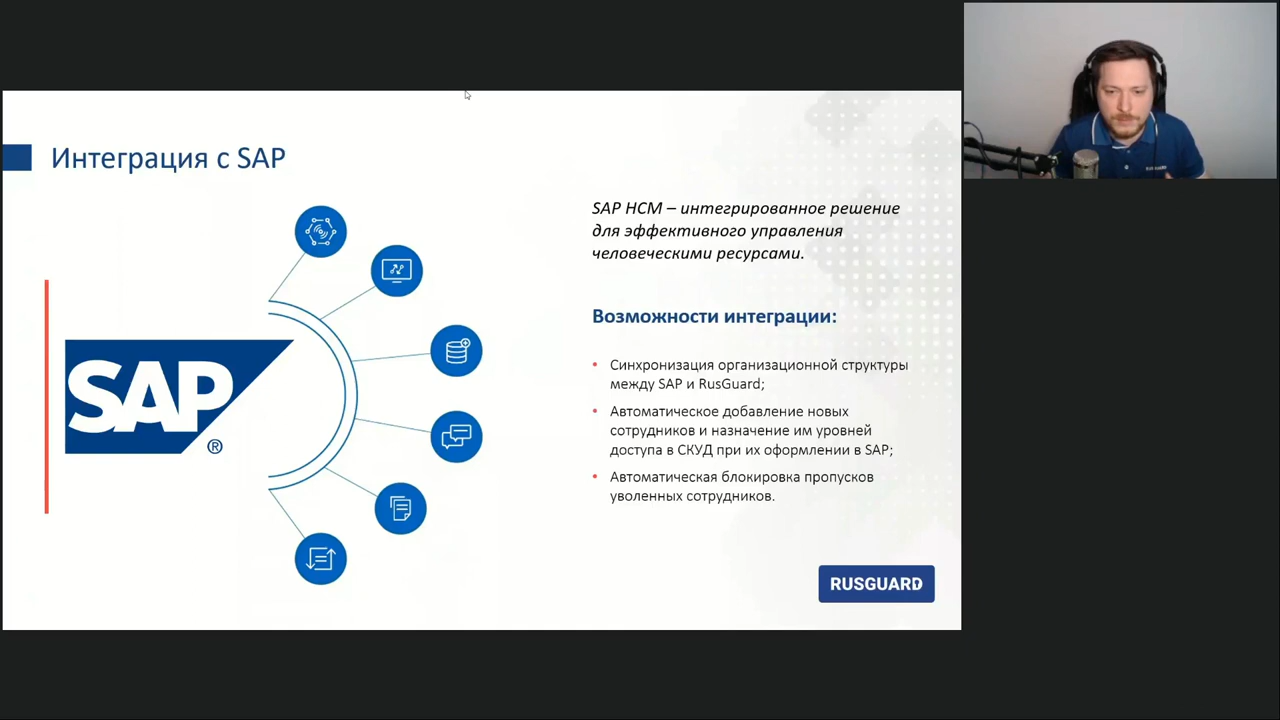 Интеграция с SAP
SAP HCM – интегрированное решение
для эффективного управления
человеческими ресурсами.
Возможности интеграции:
• Синхронизация организационной структуры
между SAP и RusGuard;
• Автоматическое добавление новых
сотрудников и назначение им уровней
доступа в СКУД при их оформлении в SAP;
• Автоматическая блокировка пропусков
уволенных сотрудников.
SAP
®
RUSGUARD